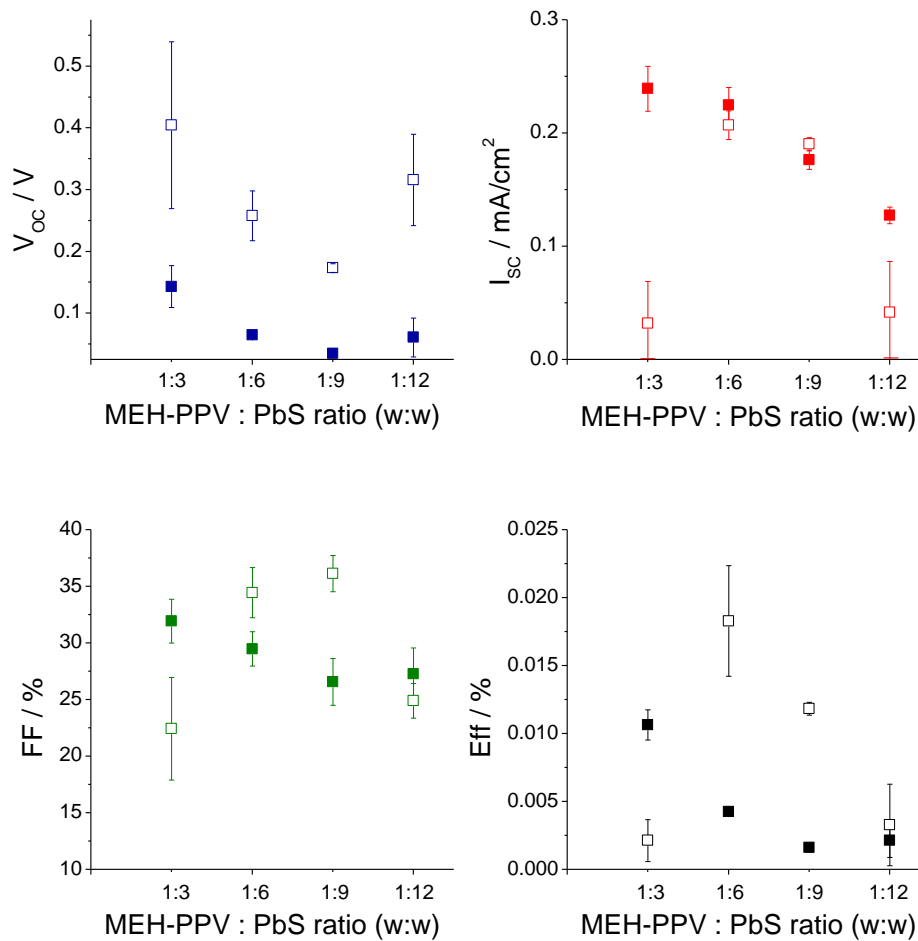 0.5
0.4
0.3
0.2
0.1
V_OC / V
1:3 1:6 1:9 1:12
MEH-PPV : PbS ratio (w:w)
0.3
0.2
0.1
0.0
I_SC / mA/cm²
1:3 1:6 1:9 1:12
MEH-PPV : PbS ratio (w:w)
40
35
30
25
20
15
10
FF / %
1:3 1:6 1:9 1:12
MEH-PPV : PbS ratio (w:w)
0.025
0.020
0.015
0.010
0.005
0.000
Eff / %
1:3 1:6 1:9 1:12
MEH-PPV : PbS ratio (w:w)